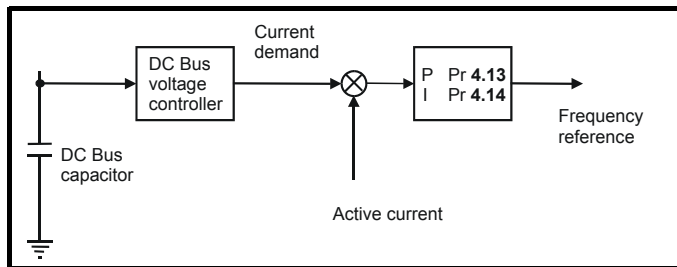 Current
demand
DC Bus
voltage
controller
P Pr 4.13
I Pr 4.14
Frequency
reference
DC Bus
capacitor
Active current